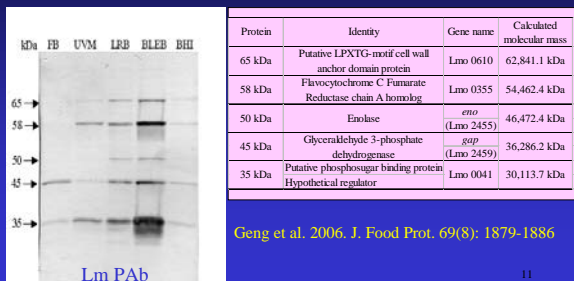 kDa FB UVM LRB BLEB BHI
65
58
50
45
35
Lm PAb
Protein Identity Gene name Calculated molecular mass
65 kDa Putative LPXTG-motif cell wall anchor domain protein Lmo 0610 62,841.1 kDa
58 kDa Flavocytochrome C Fumarate Reductase chain A homolog Lmo 0355 54,462.4 kDa
50 kDa Enolase eno (Lmo 2455) 46,472.4 kDa
45 kDa Glyceraldehyde 3-phosphate dehydrogenase gap (Lmo 2459) 36,286.2 kDa
35 kDa Putative phosphosugar binding protein Hypothetical regulator Lmo 0041 30,113.7 kDa
Geng et al. 2006. J. Food Prot. 69(8): 1879-1886
11